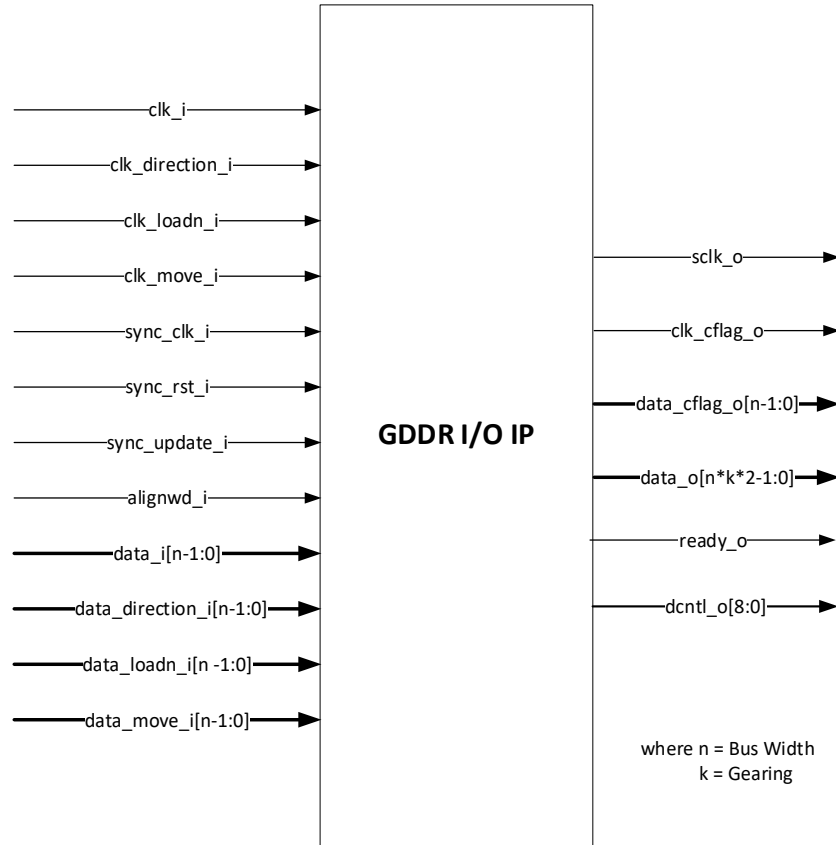 clk_i
clk_direction_i
clk_loadn_i
clk_move_i
sync_clk_i
sync_rst_i
sync_update_i
alignwd_i
data_i[n-1:0]
data_direction_i[n-1:0]
data_loadn_i[n -1:0]
data_move_i[n-1:0]
GDDR I/O IP
sclk_o
clk_cflag_o
data_cflag_o[n-1:0]
data_o[n*k*2-1:0]
ready_o
dcntl_o[8:0]
where n = Bus Width
k = Gearing